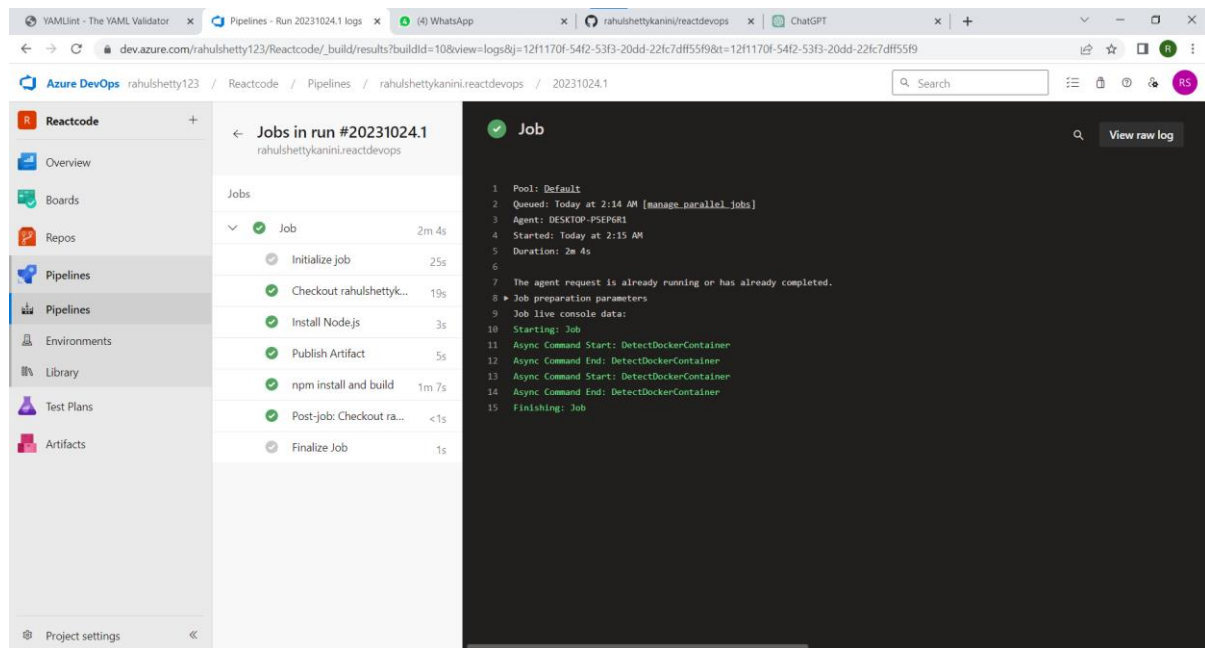 YAMLlint - The YAML Validator
Pipelines - Run 20231024.1 logs
(4) WhatsApp
rahulshettykanini/reactdevops
ChatGPT
dev.azure.com/rahulshetty123/Reactcode/_build/results?buildId=10&view=logs&j=12f1170f-54f2-53f3-20dd-22fc7dff55f9&t=12f1170f-54f2-53f3-20dd-22fc7dff55f9
R
Azure DevOps rahulshetty123 / Reactcode / Pipelines / rahulshettykanini.reactdevops / 20231024.1
Search
RS
R Reactcode
Overview
Boards
Repos
Pipelines
Pipelines
Environments
Library
Test Plans
Artifacts
Project settings
Jobs in run #20231024.1
rahulshettykanini.reactdevops
Jobs
Job 2m 4s
Initialize job 25s
Checkout rahulshettyk... 19s
Install Node.js 3s
Publish Artifact 5s
npm install and build 1m 7s
Post-job: Checkout ra... <1s
Finalize Job 1s
Job
View raw log
1 Pool: Default
2 Queued: Today at 2:14 AM [manage parallel jobs]
3 Agent: DESKTOP-PSEP6R1
4 Started: Today at 2:15 AM
5 Duration: 2m 4s
6
7 The agent request is already running or has already completed.
8 Job preparation parameters
9 Job live console data:
10 Starting: Job
11 Async Command Start: DetectDockerContainer
12 Async Command End: DetectDockerContainer
13 Async Command Start: DetectDockerContainer
14 Async Command End: DetectDockerContainer
15 Finishing: Job